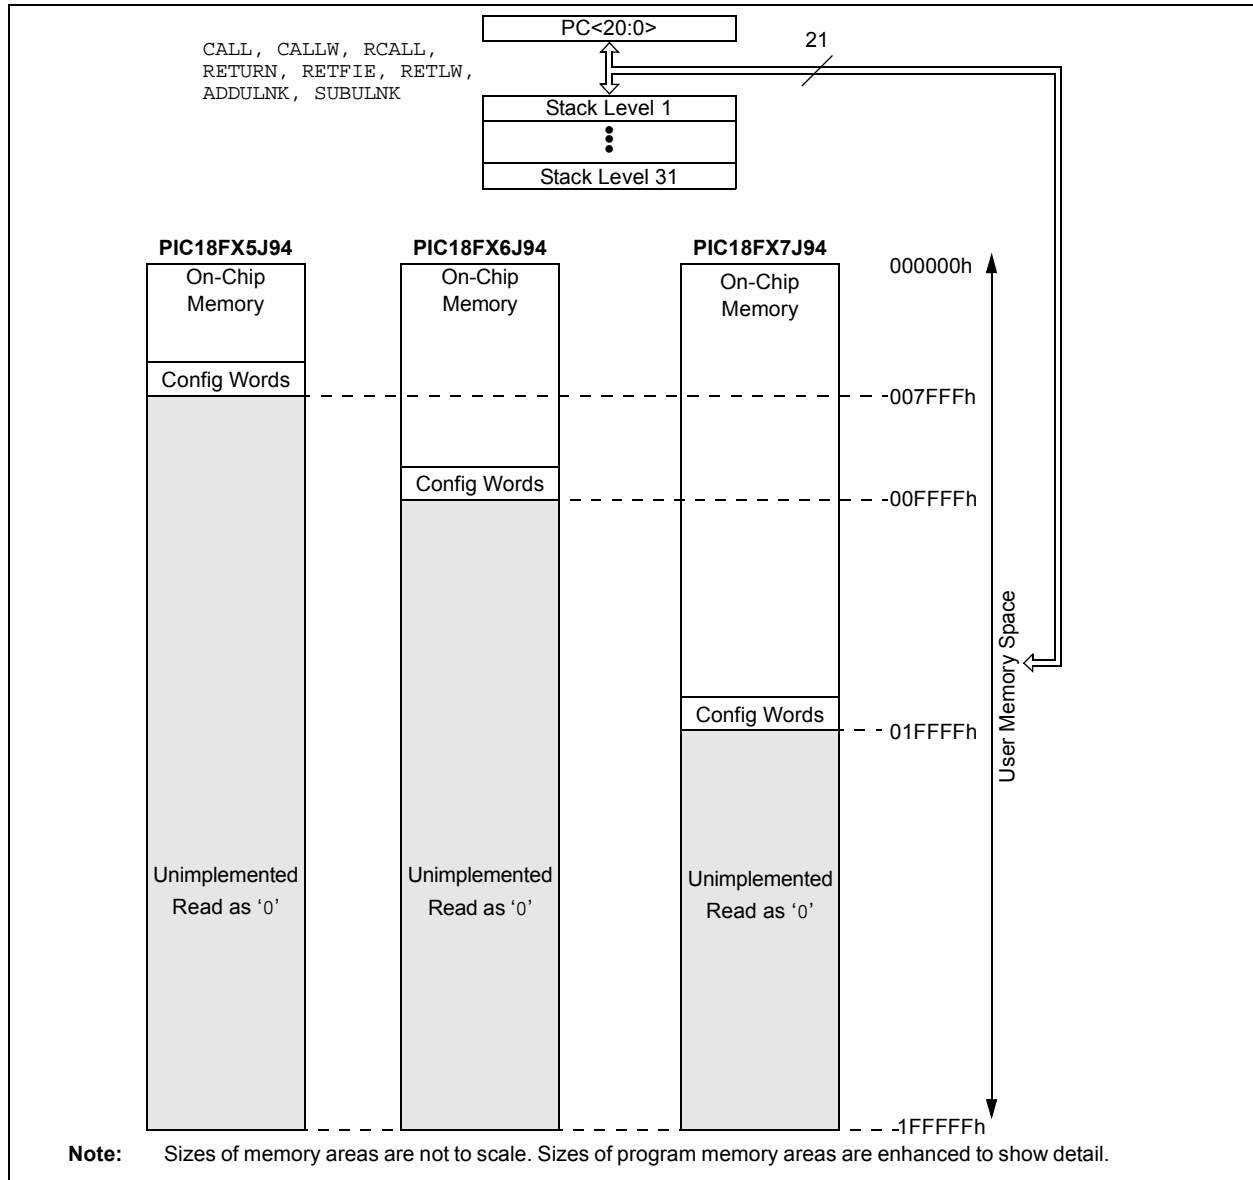 PC<20:0>
21
CALL, CALLW, RCALL,
RETURN, RETFIE, RETLW,
ADDULNK, SUBULNK
Stack Level 1
Stack Level 31
PIC18FX5J94
PIC18FX6J94
PIC18FX7J94
On-Chip
Memory
On-Chip
Memory
On-Chip
Memory
000000h
Config Words
007FFFh
Config Words
00FFFFh
Config Words
01FFFFh
User Memory Space
Unimplemented
Read as ‘0’
Unimplemented
Read as ‘0’
Unimplemented
Read as ‘0’
1FFFFFh
Note: Sizes of memory areas are not to scale. Sizes of program memory areas are enhanced to show detail.